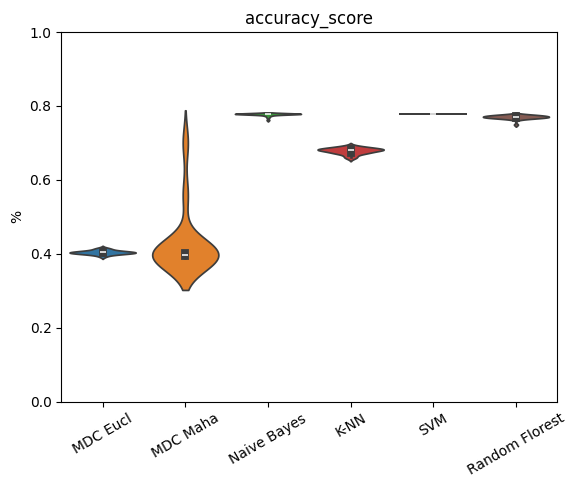 accuracy_score
1.0
0.8
0.6
0.4
0.2
0.0
%
MDC Eucl
MDC Maha
Naive Bayes
K-NN
SVM
Random Florest